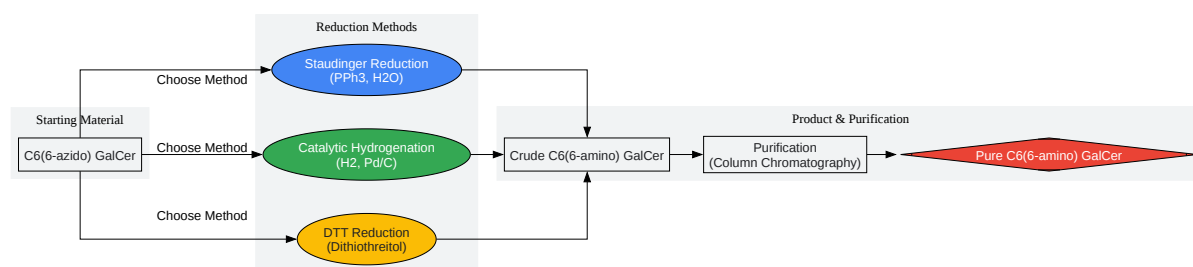 Reduction Methods
Staudinger Reduction
(PPh3, H2O)
Choose Method
Starting Material
C6(6-azido) GalCer
Choose Method
Catalytic Hydrogenation
(H2, Pd/C)
Choose Method
DTT Reduction
(Dithiothreitol)
Product & Purification
Crude C6(6-amino) GalCer
Purification
(Column Chromatography)
Pure C6(6-amino) GalCer